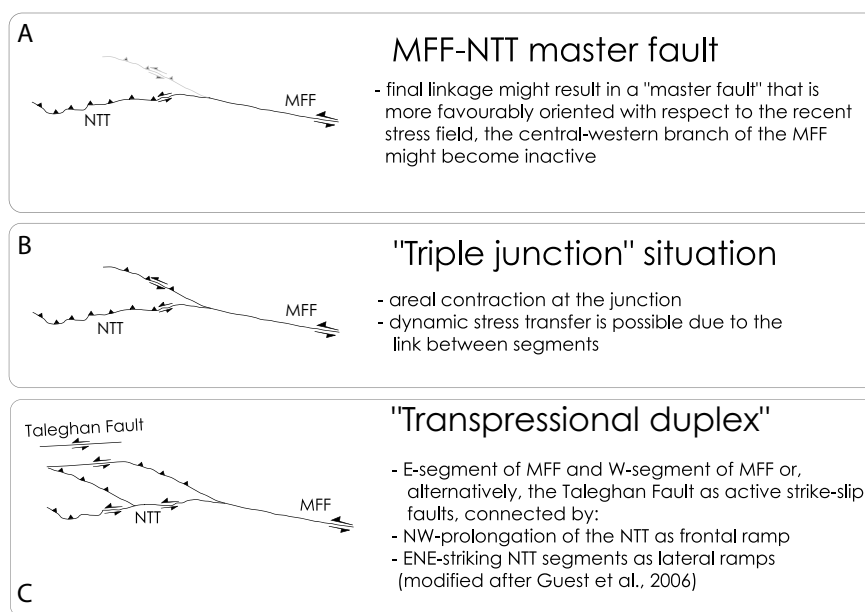 A
MFF
NTT
MFF-NTT master fault
- final linkage might result in a "master fault" that is
more favourably oriented with respect to the recent
stress field, the central-western branch of the MFF
might become inactive
B
MFF
NTT
"Triple junction" situation
- areal contraction at the junction
- dynamic stress transfer is possible due to the
link between segments
Taleghan Fault
NTT
MFF
C
"Transpressional duplex"
- E-segment of MFF and W-segment of MFF or,
alternatively, the Taleghan Fault as active strike-slip
faults, connected by:
- NW-prolongation of the NTT as frontal ramp
- ENE-striking NTT segments as lateral ramps
(modified after Guest et al., 2006)